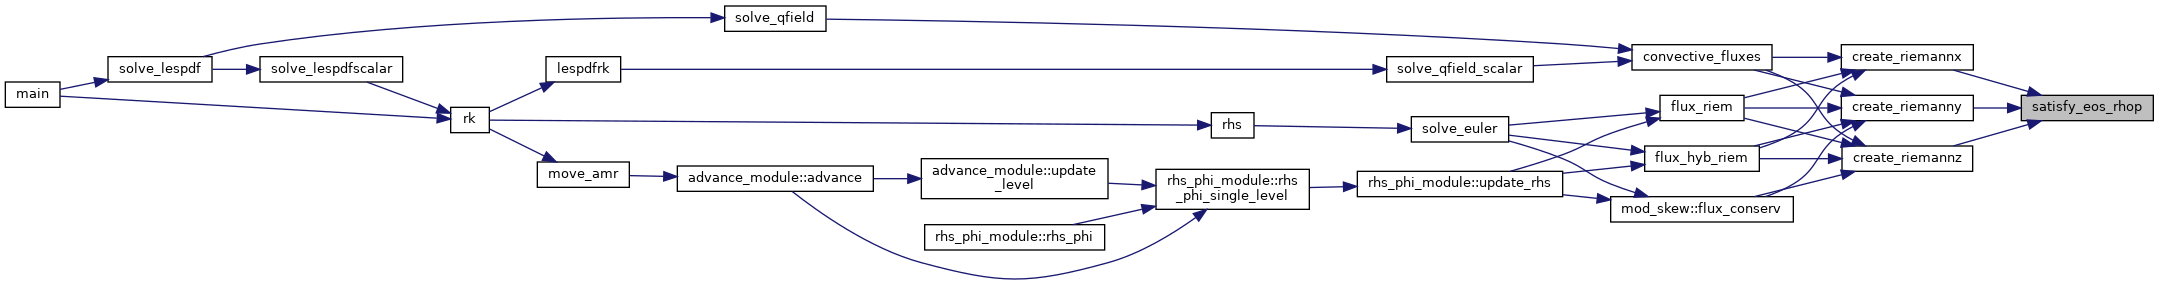 solve_qfield
solve_lespdf
solve_lespdfscalar
main
lespdfrk
rk
move_amr
advance_module::advance
advance_module::update
_level
rhs_phi_module::rhs_phi
rhs_phi_module::rhs
_phi_single_level
rhs
solve_qfield_scalar
solve_euler
rhs_phi_module::update_rhs
convective_fluxes
flux_riem
flux_hyb_riem
mod_skew::flux_conserv
create_riemannx
create_riemanny
create_riemannz
satisfy_eos_rhop